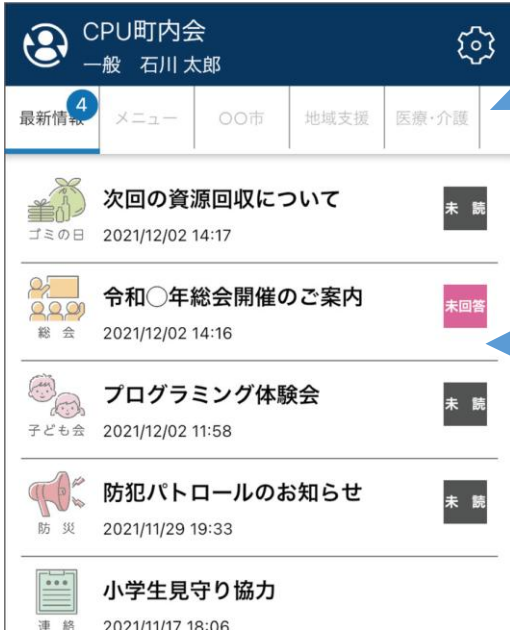 CPU町内会
一般 石川 太郎
最新情報 4 メニュー 〇〇市 地域支援 医療・介護
次回の資源回収について
未読
ゴミの日 2021/12/02 14:17
令和〇年総会開催のご案内
未回答
総会 2021/12/02 14:16
プログラミング体験会
未読
子ども会 2021/12/02 11:58
防犯パトロールのお知らせ
未読
防災 2021/11/29 19:33
小学生見守り協力
連絡 2021/11/17 18:06